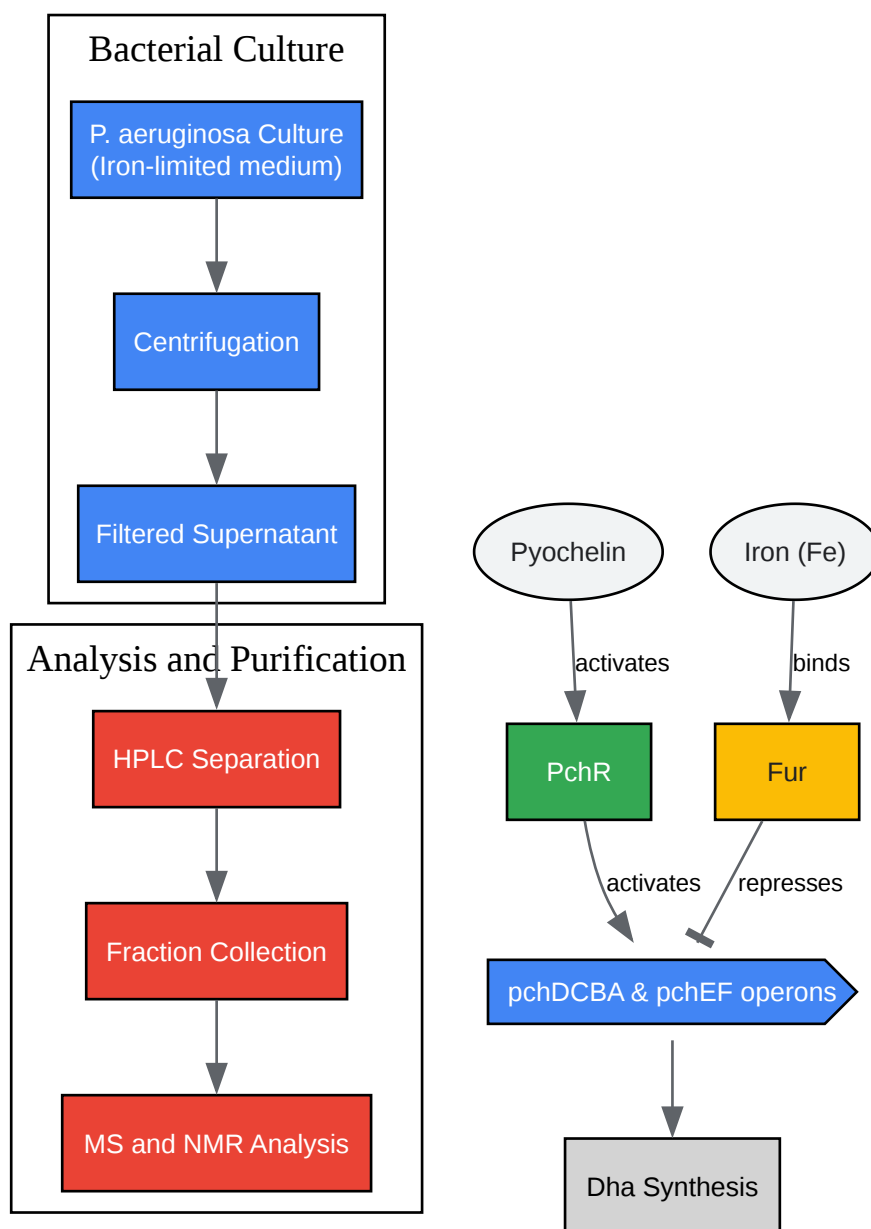 Bacterial Culture
P. aeruginosa Culture
(Iron-limited medium)
Centrifugation
Filtered Supernatant
Analysis and Purification
HPLC Separation
Fraction Collection
MS and NMR Analysis
Pyochelin
Iron (Fe)
activates
binds
PchR
Fur
activates
represses
pchDCBA & pchEF operons
Dha Synthesis